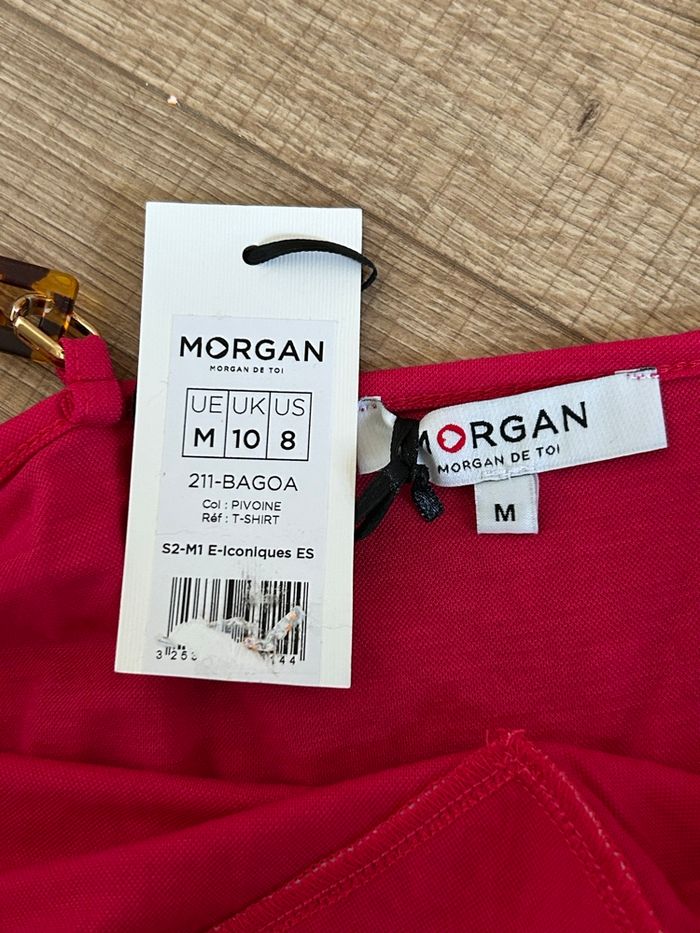 MORGAN
MORGAN DE TOI
UE UK US
M 10 8
211-BAGOA
Col : PIVOINE
Réf : T-SHIRT
S2-M1 E-Iconiques ES
MORGAN
MORGAN DE TOI
M